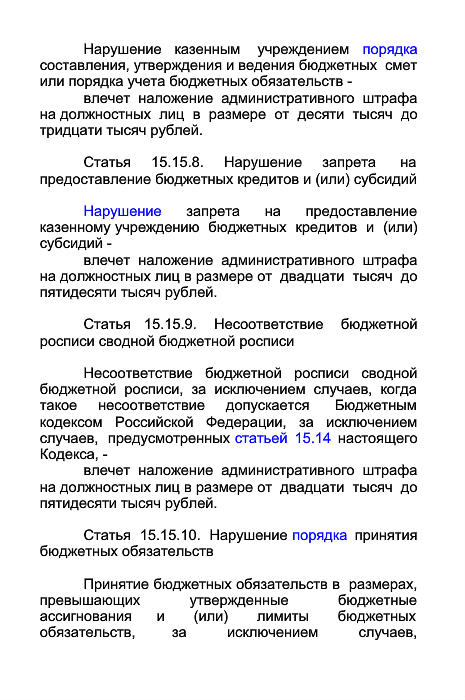 Нарушение казенным учреждением порядка
составления, утверждения и ведения бюджетных смет
или порядка учета бюджетных обязательств -
влечет наложение административного штрафа
на должностных лиц в размере от десяти тысяч до
тридцати тысяч рублей.
Статья 15.15.8. Нарушение запрета на
предоставление бюджетных кредитов и (или) субсидий
Нарушение запрета на предоставление
казенному учреждению бюджетных кредитов и (или)
субсидий -
влечет наложение административного штрафа
на должностных лиц в размере от двадцати тысяч до
пятидесяти тысяч рублей.
Статья 15.15.9. Несоответствие бюджетной
росписи сводной бюджетной росписи
Несоответствие бюджетной росписи сводной
бюджетной росписи, за исключением случаев, когда
такое несоответствие допускается Бюджетным
кодексом Российской Федерации, за исключением
случаев, предусмотренных статьей 15.14 настоящего
Кодекса, -
влечет наложение административного штрафа
на должностных лиц в размере от двадцати тысяч до
пятидесяти тысяч рублей.
Статья 15.15.10. Нарушение порядка принятия
бюджетных обязательств
Принятие бюджетных обязательств в размерах,
превышающих утвержденные бюджетные
ассигнования и (или) лимиты бюджетных
обязательств, за исключением случаев,